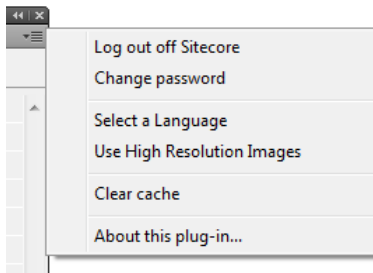 Log out off Sitecore
Change password
Select a Language
Use High Resolution Images
Clear cache
About this plug-in...